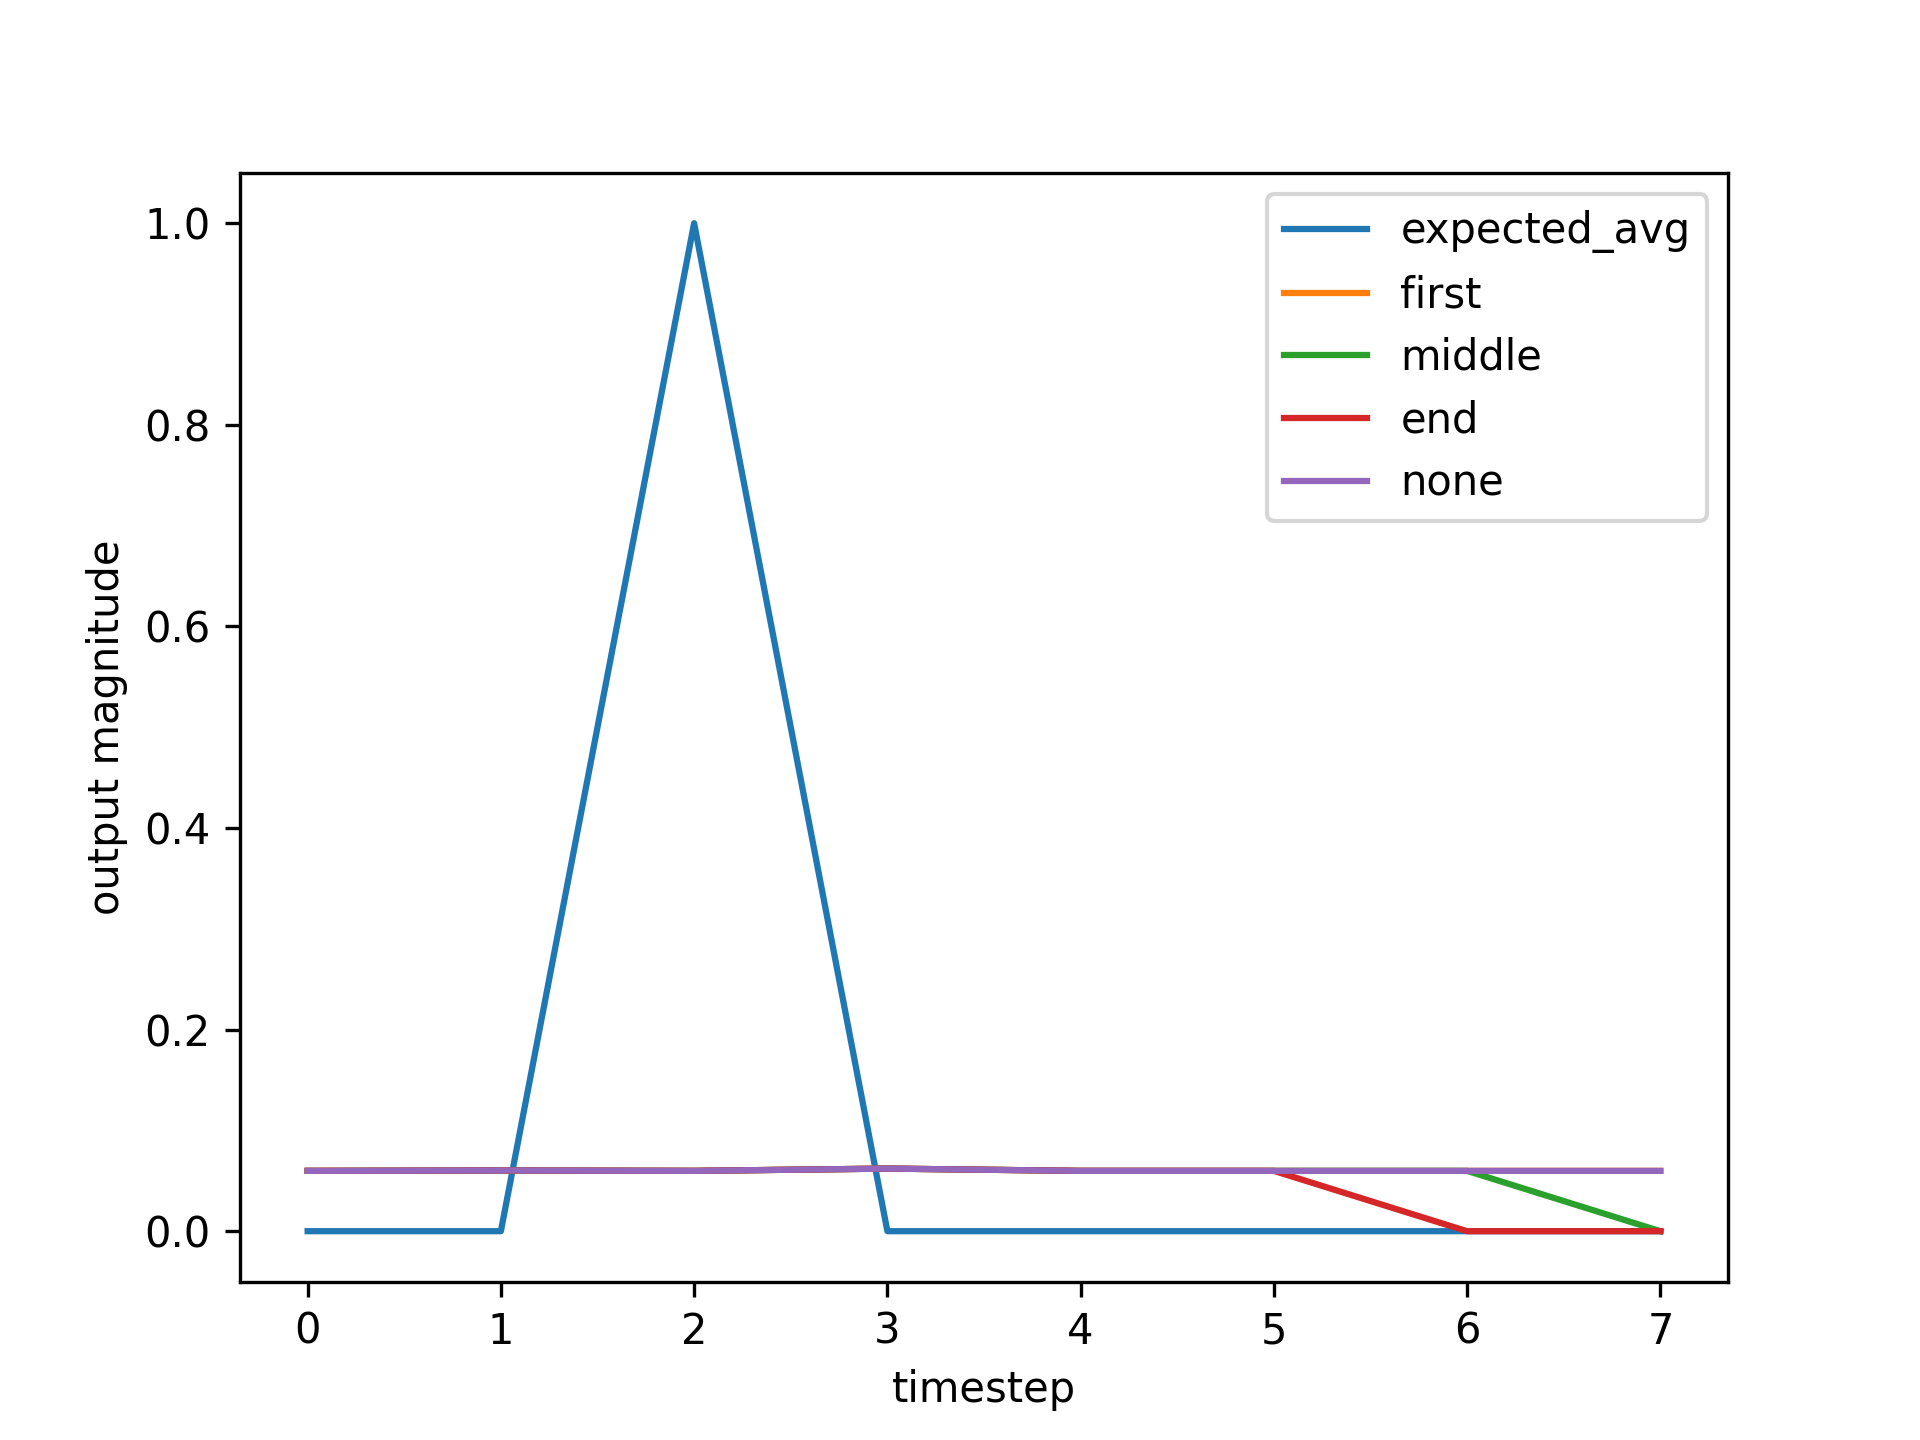 1.0
0.8
0.6
0.4
0.2
0.0
output magnitude
0 1 2 3 4 5 6 7
timestep
expected_avg
first
middle
end
none